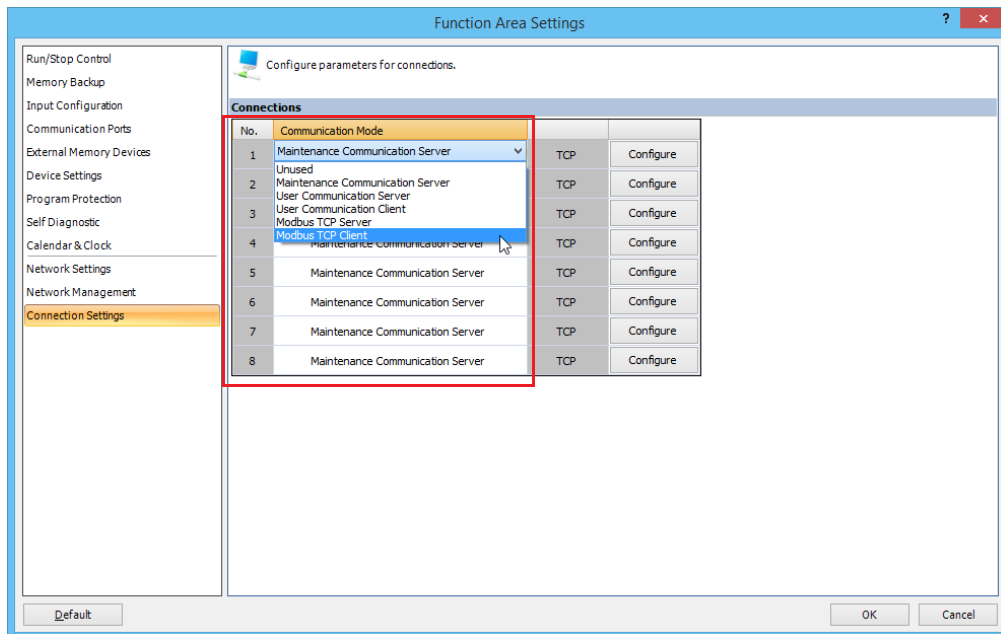 Function Area Settings
?
Run/Stop Control
Memory Backup
Input Configuration
Communication Ports
External Memory Devices
Device Settings
Program Protection
Self Diagnostic
Calendar & Clock
Network Settings
Network Management
Connection Settings
Configure parameters for connections.
Connections
No. Communication Mode
1 Maintenance Communication Server TCP Configure
Unused
Maintenance Communication Server
User Communication Server
User Communication Client
Modbus TCP Server
Modbus TCP Client
2 TCP Configure
3 TCP Configure
4 Maintenance Communication Server TCP Configure
5 Maintenance Communication Server TCP Configure
6 Maintenance Communication Server TCP Configure
7 Maintenance Communication Server TCP Configure
8 Maintenance Communication Server TCP Configure
Default OK Cancel